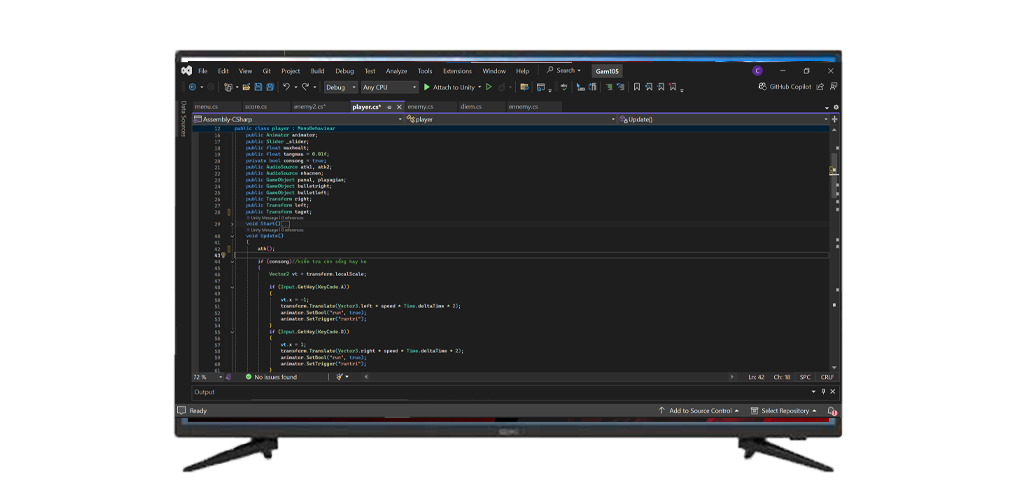 File Edit View Git Project Build Debug Test Analyze Tools Extensions Window Help Search Gam105 C
Debug Any CPU Attach to Unity GitHub Copilot
menu.cs score.cs enemy2.cs* player.cs* enemy.cs diem.cs ennemy.cs
Data Sources
Assembly-CSharp player Update()
12 public class player : MonoBehaviour
16 public Animator animator;
17 public Slider _slider;
18 public float maxhealt;
19 public float tangmau = 0.01f;
20 private bool consong = true;
21 public AudioSource atk1, atk2;
22 public AudioSource nhacnen;
23 public GameObject panal, playagian;
24 public GameObject bulletright;
25 public GameObject bulletleft;
26 public Transform right;
27 public Transform left;
28 public Transform taget;
Unity Message | 0 references
29 void Start()...
Unity Message | 0 references
40 void Update()
41 {
42 atk();
43
44 if (consong)//kiểm tra còn sống hay ko
45 {
46 Vector2 vt = transform.localScale;
47
48 if (Input.GetKey(KeyCode.A))
49 {
50 vt.x = -1;
51 transform.Translate(Vector3.left * speed * Time.deltaTime * 2);
52 animator.SetBool("run", true);
53 animator.SetTrigger("runtri");
54 }
55 if (Input.GetKey(KeyCode.D))
56 {
57 vt.x = 1;
58 transform.Translate(Vector3.right * speed * Time.deltaTime * 2);
59 animator.SetBool("run", true);
60 animator.SetTrigger("runtri");
61 }
72 % No issues found Ln: 42 Ch: 18 SPC CRLF
Output
Ready Add to Source Control Select Repository